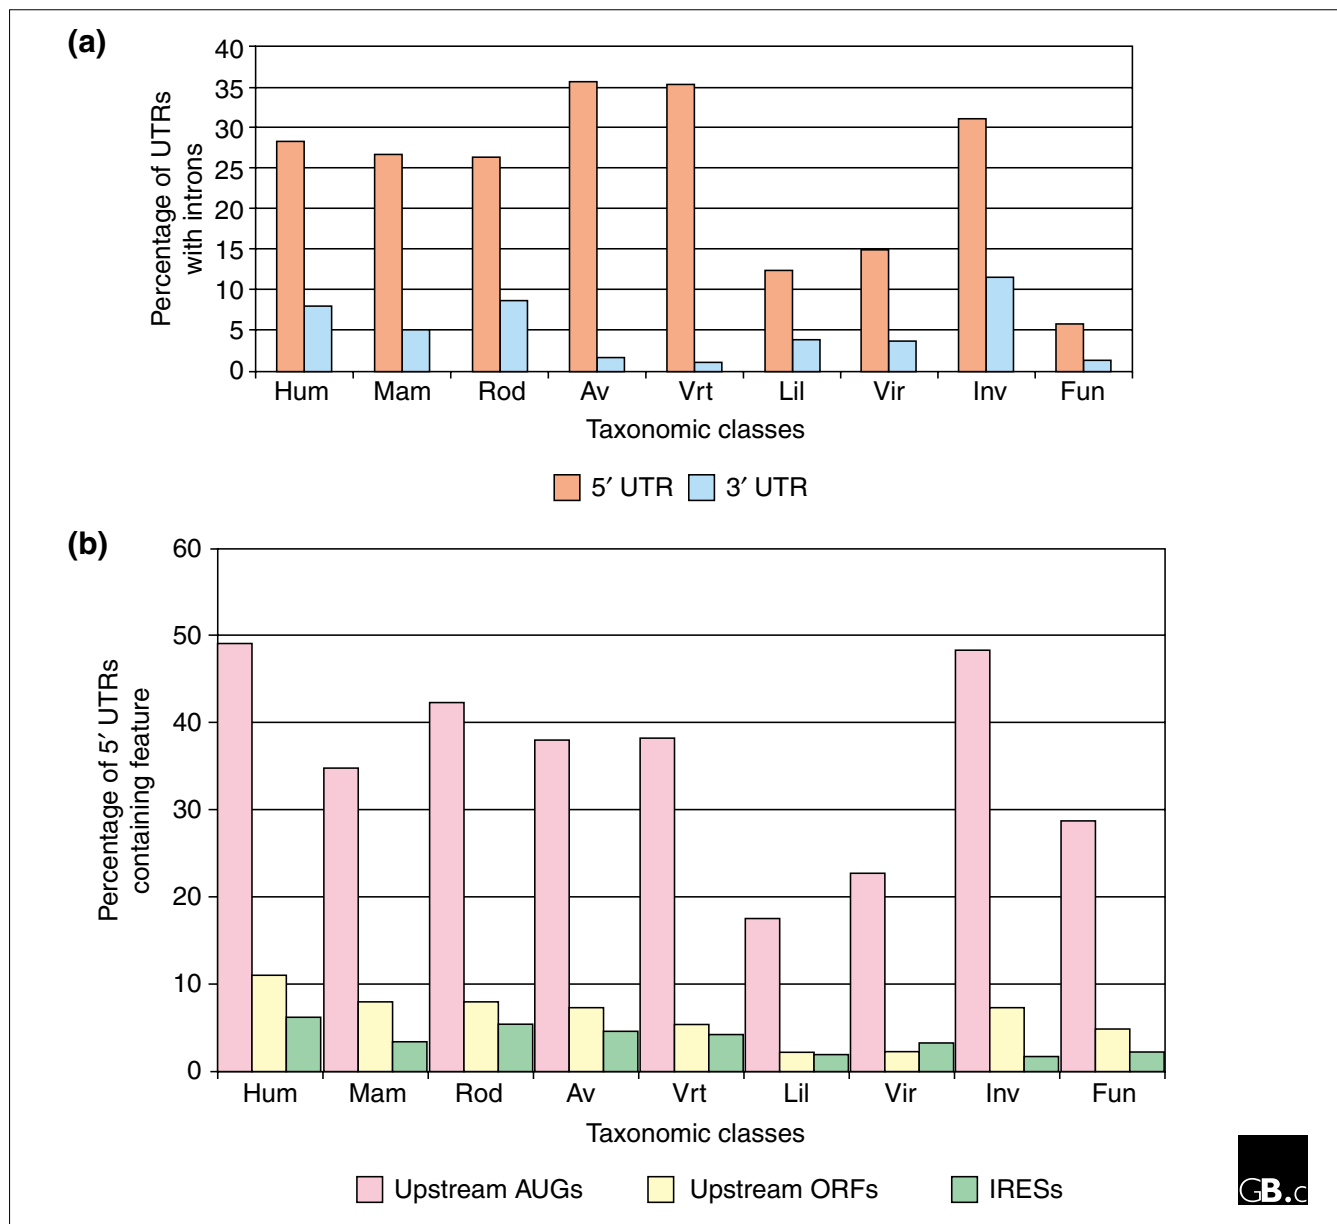 (a)
40
35
30
25
20
15
10
5
0
Percentage of UTRs
with introns
Hum Mam Rod Av Vrt Lil Vir Inv Fun
Taxonomic classes
5′ UTR 3′ UTR
(b)
60
50
40
30
20
10
0
Percentage of 5′ UTRs
containing feature
Hum Mam Rod Av Vrt Lil Vir Inv Fun
Taxonomic classes
Upstream AUGs Upstream ORFs IRESs
GB.c